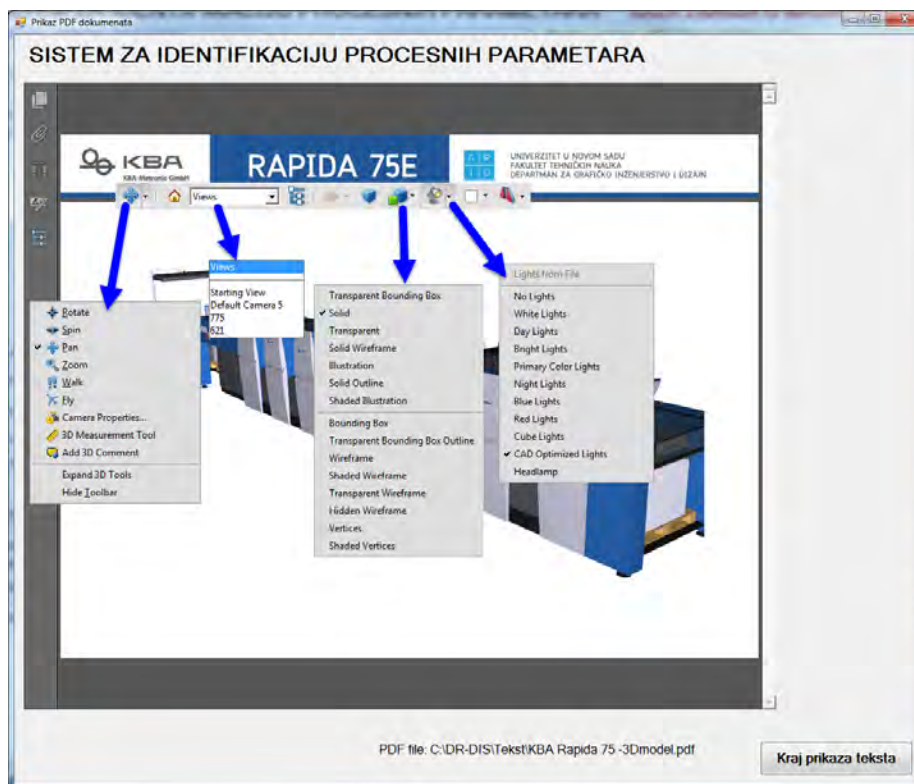 Prikaz PDF dokumenata
SISTEM ZA IDENTIFIKACIJU PROCESNIH PARAMETARA
KBA
KBA-Metronic GmbH
RAPIDA 75E
UNIVERZITET U NOVOM SADU
FAKULTET TEHNIČKIH NAUKA
DEPARTMAN ZA GRAFIČKO INŽENJERSTVO I DIZAJN
Views
Views
Starting View
Default Camera 5
775
621
Rotate
Spin
Pan
Zoom
Walk
Fly
Camera Properties...
3D Measurement Tool
Add 3D Comment
Expand 3D Tools
Hide Toolbar
Transparent Bounding Box
Solid
Transparent
Solid Wireframe
Illustration
Solid Outline
Shaded Illustration
Bounding Box
Transparent Bounding Box Outline
Wireframe
Shaded Wireframe
Transparent Wireframe
Hidden Wireframe
Vertices
Shaded Vertices
Lights from File
No Lights
White Lights
Day Lights
Bright Lights
Primary Color Lights
Night Lights
Blue Lights
Red Lights
Cube Lights
CAD Optimized Lights
Headlamp
PDF file: C:\DR-DIS\Tekst\KBA Rapida 75 -3Dmodel.pdf
Kraj prikaza teksta